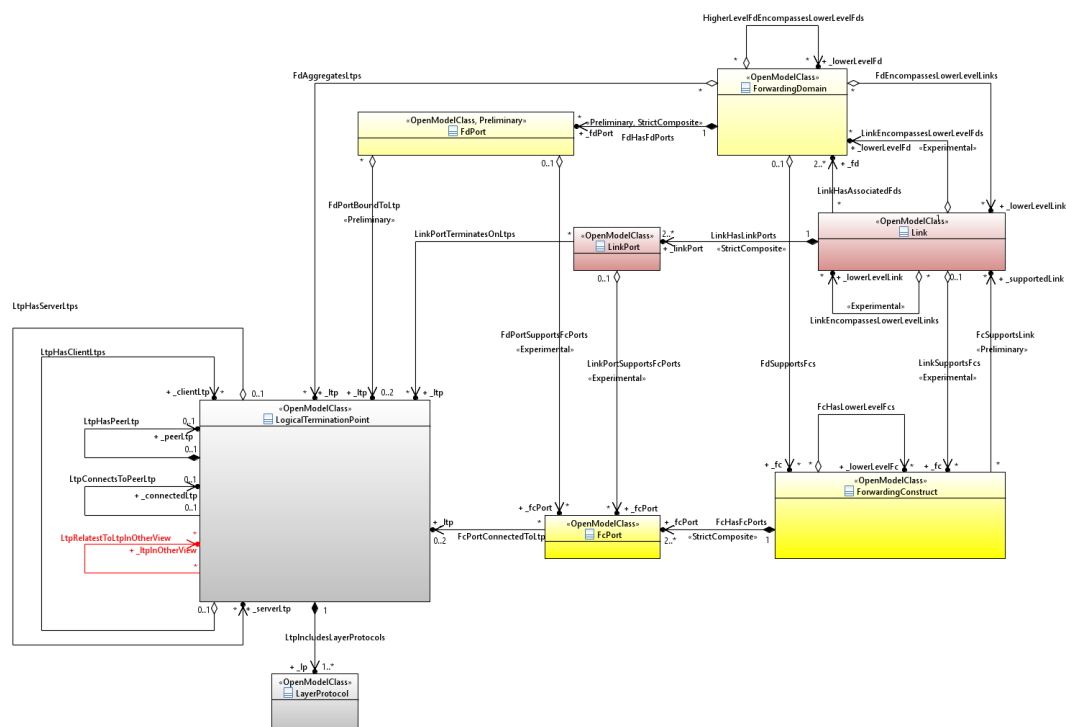 HigherLevelFdEncompassesLowerLevelFds
*
*
+ _lowerLevelFd
FdAggregatesLtps
*
«OpenModelClass»
ForwardingDomain
FdEncompassesLowerLevelLinks
*
«OpenModelClass, Preliminary»
FdPort
*
«Preliminary, StrictComposite»
+ _fdPort
FdHasFdPorts
1
*
LinkEncompassesLowerLevelFds
+ _lowerLevelFd
«Experimental»
*
0..1
0..1
2..*
+ _fd
LinkHasAssociatedFds
*
FdPortBoundToLtp
«Preliminary»
*
+ _lowerLevelLink
LinkPortTerminatesOnLtps
*
«OpenModelClass»
LinkPort
2..*
+ _linkPort
LinkHasLinkPorts
«StrictComposite»
1
«OpenModelClass»
Link
0..1
*
+ _lowerLevelLink
*
0..1
*
+ _supportedLink
«Experimental»
LinkEncompassesLowerLevelLinks
LtpHasServerLtps
FdPortSupportsFcPorts
«Experimental»
LinkPortSupportsFcPorts
«Experimental»
FdSupportsFcs
LinkSupportsFcs
«Experimental»
FcSupportsLink
«Preliminary»
LtpHasClientLtps
+ _clientLtp
*
0..1
*
+ _ltp
+ _ltp
0..2
*
+ _ltp
«OpenModelClass»
LogicalTerminationPoint
LtpHasPeerLtp
0..1
+ _peerLtp
0..1
FcHasLowerLevelFcs
LtpConnectsToPeerLtp
0..1
+ _connectedLtp
0..1
+ _fc
*
*
+ _lowerLevelFc
*
+ _fc
*
*
«OpenModelClass»
ForwardingConstruct
LtpRelatestToLtpInOtherView
*
+ _ltpInOtherView
*
+ _ltp
0..2
*
FcPortConnectedToLtp
+ _fcPort
*
*
+ _fcPort
«OpenModelClass»
FcPort
+ _fcPort
2..*
FcHasFcPorts
«StrictComposite»
1
0..1
*
+ _serverLtp
1
LtpIncludesLayerProtocols
+ _lp
1..*
«OpenModelClass»
LayerProtocol